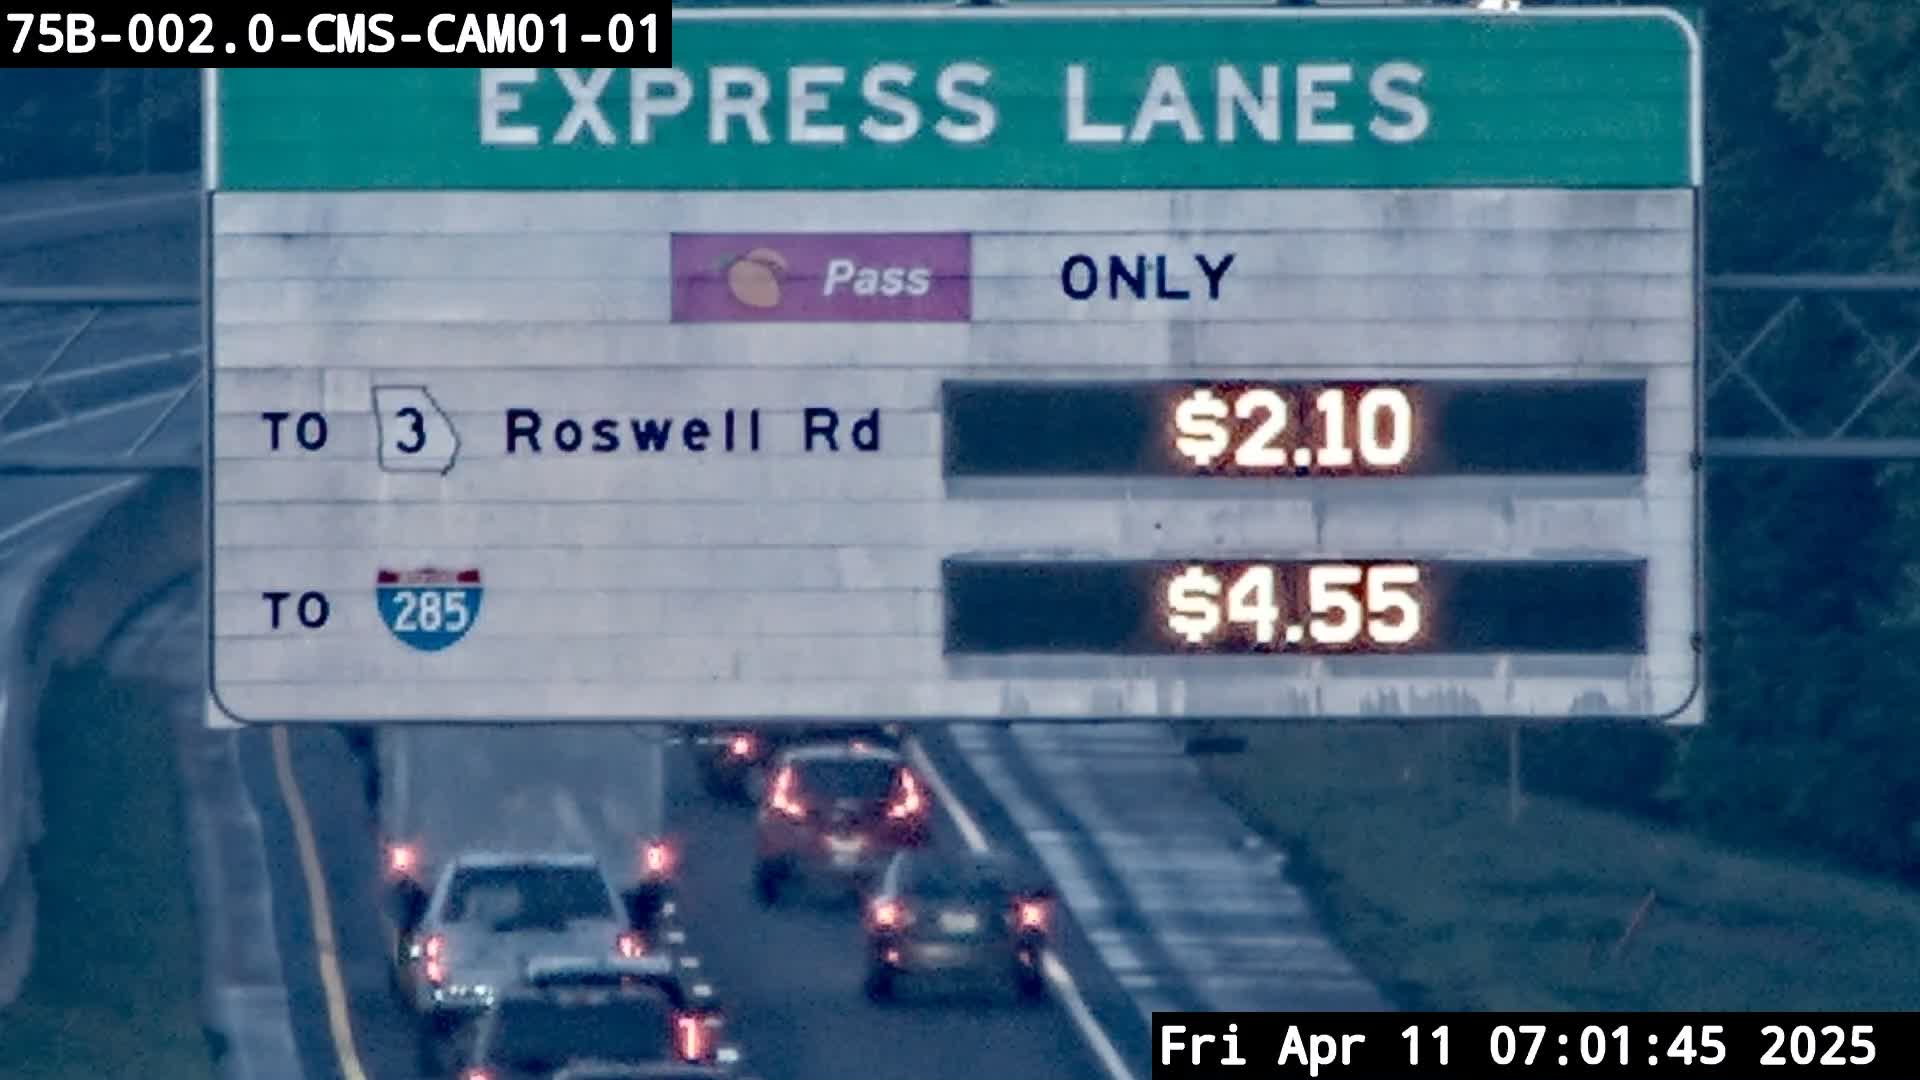 75B-002.0-CMS-CAM01-01
EXPRESS LANES
Pass ONLY
TO 3 Roswell Rd $2.10
TO 285 $4.55
Fri Apr 11 07:01:45 2025